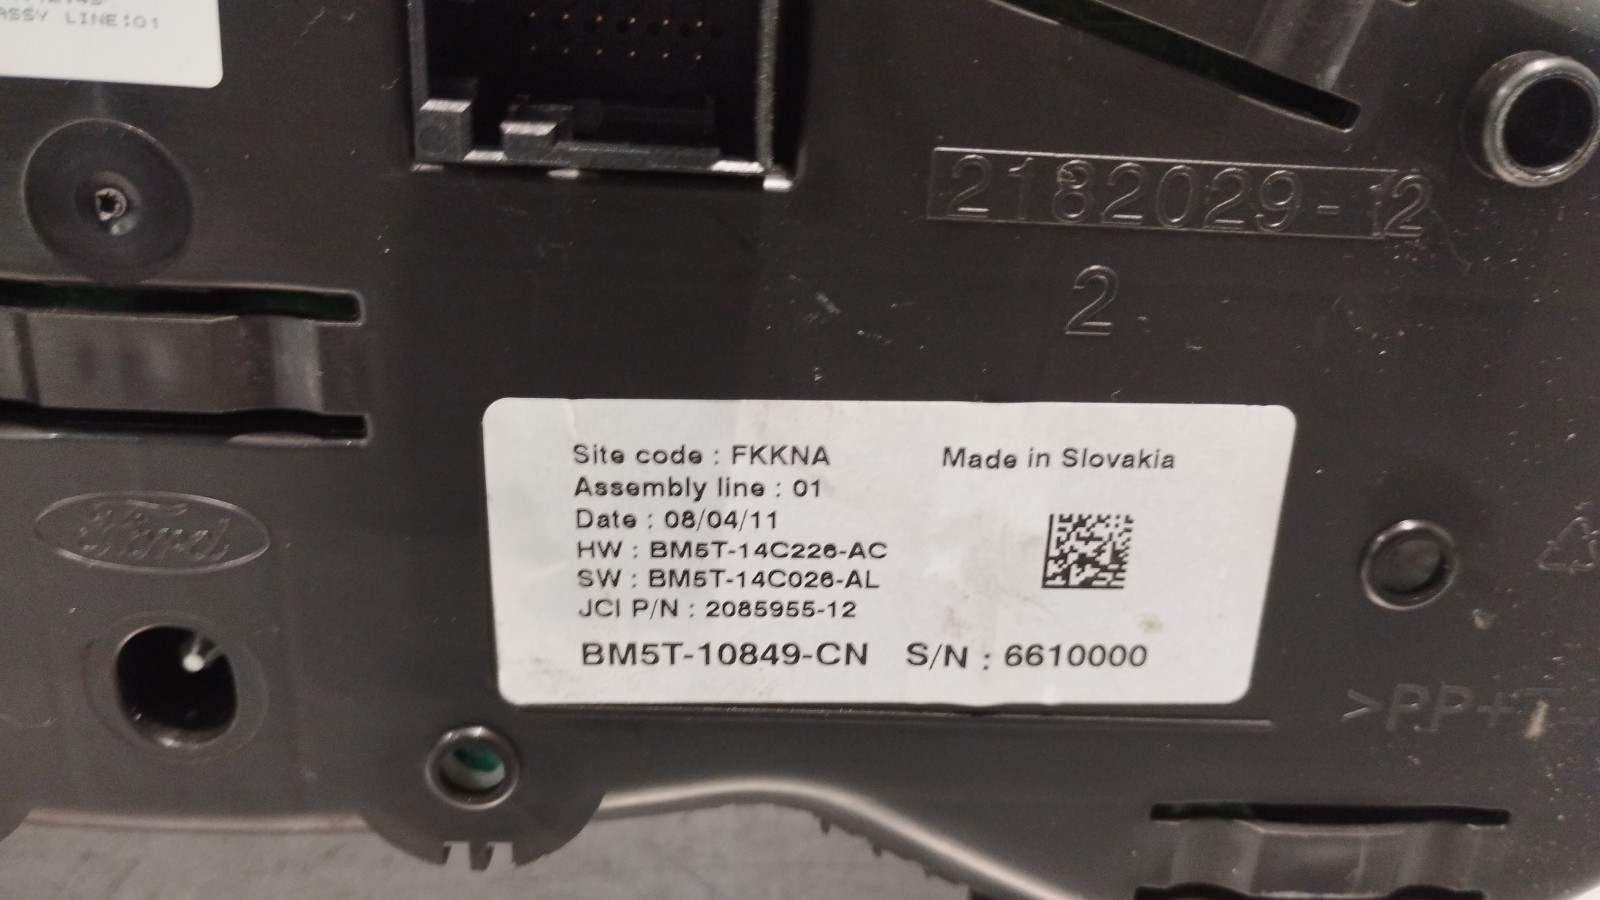 ASSY LINE:01
2182029-12
2
Site code : FKKNA
Made in Slovakia
Assembly line : 01
Date : 08/04/11
HW : BM5T-14C226-AC
SW : BM5T-14C026-AL
JCI P/N : 2085955-12
BM5T-10849-CN S/N : 6610000
Ford
>PP+T